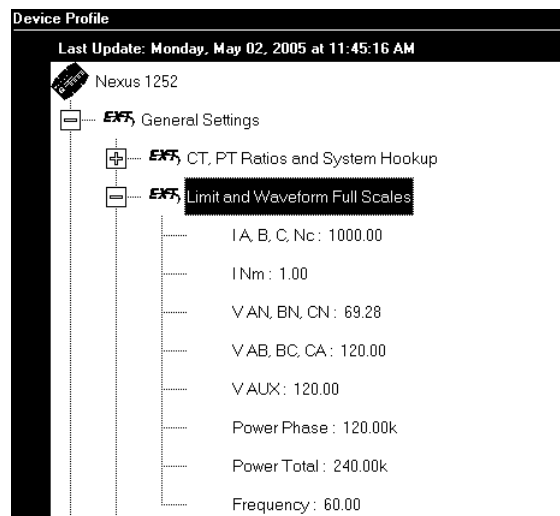 Device Profile
Last Update: Monday, May 02, 2005 at 11:45:16 AM
Nexus 1252
EXT, General Settings
EXT, CT, PT Ratios and System Hookup
EXT, Limit and Waveform Full Scales
I A, B, C, Nc : 1000.00
I Nm : 1.00
V AN, BN, CN : 69.28
V AB, BC, CA : 120.00
V AUX : 120.00
Power Phase : 120.00k
Power Total : 240.00k
Frequency : 60.00